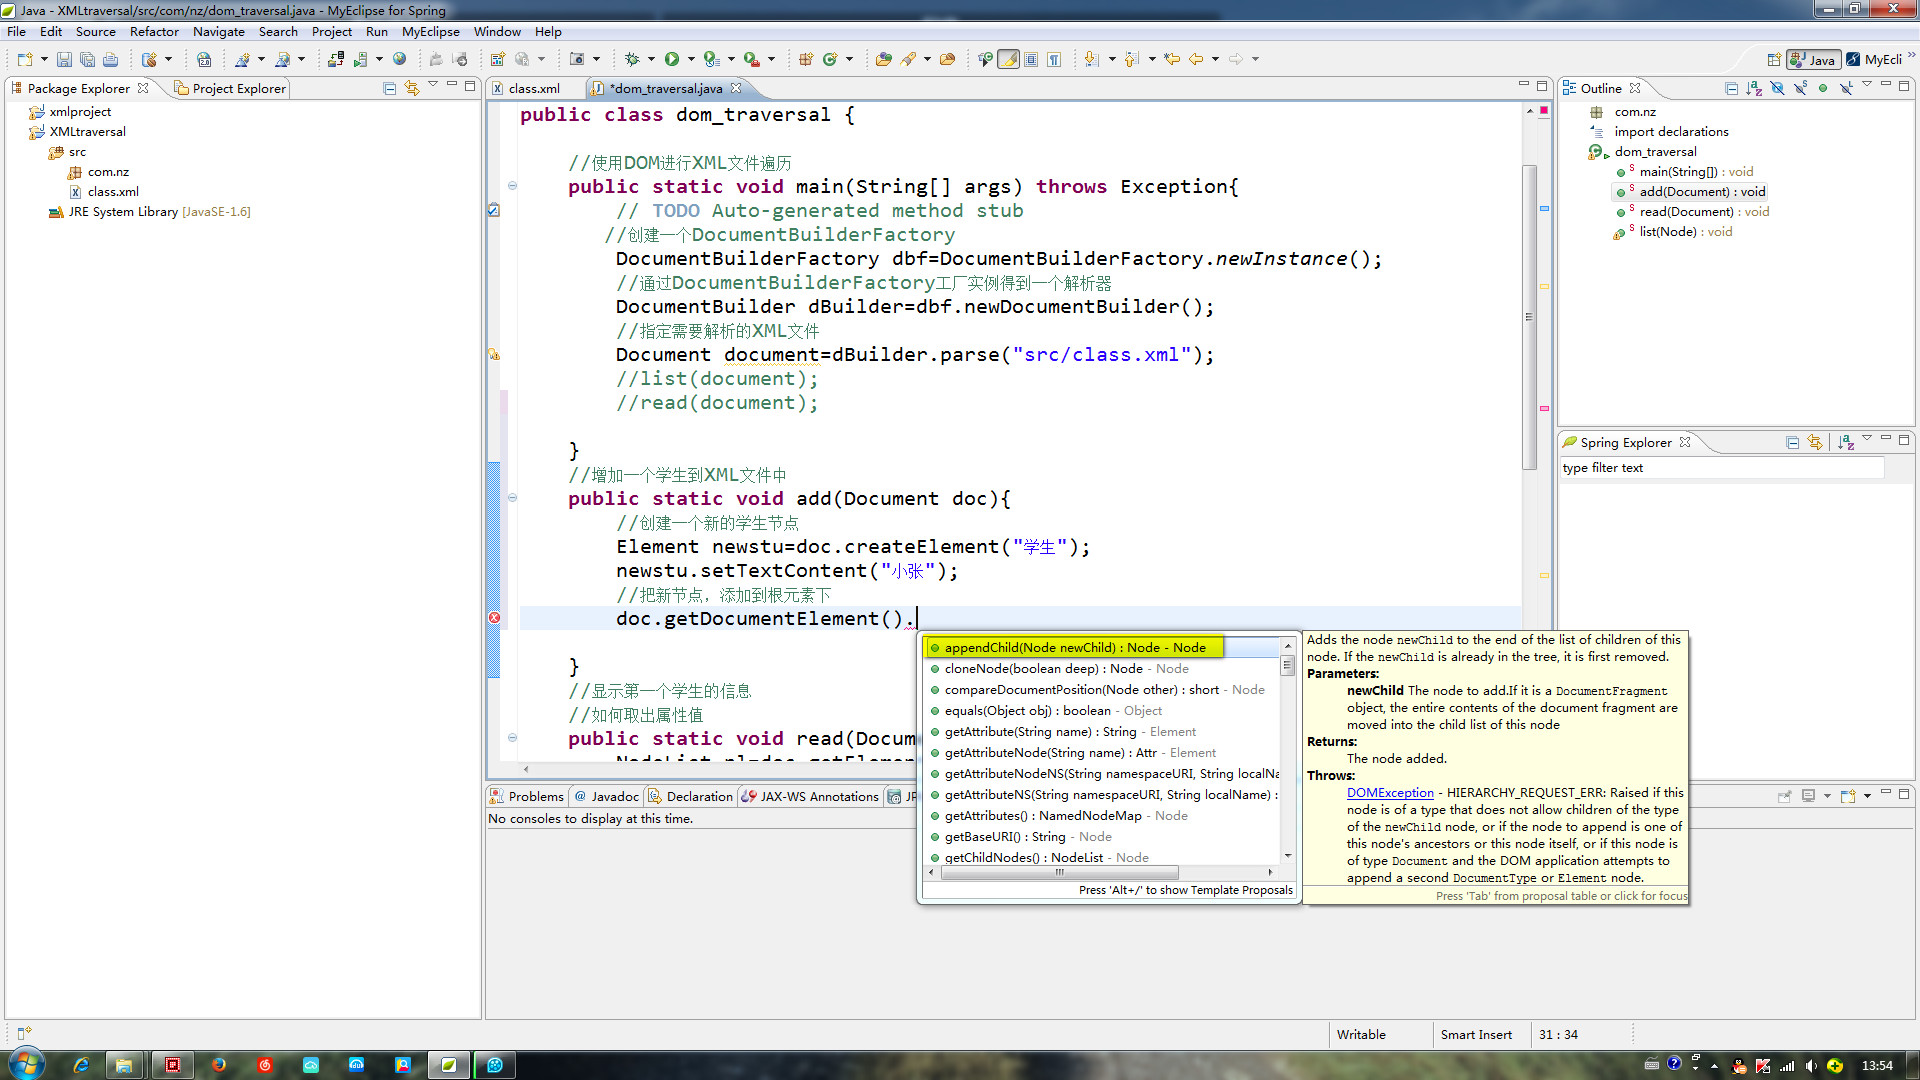 Java - XMLtraversal/src/com/nz/dom_traversal.java - MyEclipse for Spring
File Edit Source Refactor Navigate Search Project Run MyEclipse Window Help
Java
MyEcli
Package Explorer
Project Explorer
xmlproject
XMLtraversal
src
com.nz
class.xml
JRE System Library [JavaSE-1.6]
class.xml
*dom_traversal.java
public class dom_traversal {
//使用DOM进行XML文件遍历
public static void main(String[] args) throws Exception{
// TODO Auto-generated method stub
//创建一个DocumentBuilderFactory
DocumentBuilderFactory dbf=DocumentBuilderFactory.newInstance();
//通过DocumentBuilderFactory工厂实例得到一个解析器
DocumentBuilder dBuilder=dbf.newDocumentBuilder();
//指定需要解析的XML文件
Document document=dBuilder.parse("src/class.xml");
//list(document);
//read(document);
}
//增加一个学生到XML文件中
public static void add(Document doc){
//创建一个新的学生节点
Element newstu=doc.createElement("学生");
newstu.setTextContent("小张");
//把新节点，添加到根元素下
doc.getDocumentElement().
}
//显示第一个学生的信息
//如何取出属性值
public static void read(Docum
NodeList nl=doc.getElemen
appendChild(Node newChild) : Node - Node
cloneNode(boolean deep) : Node - Node
compareDocumentPosition(Node other) : short - Node
equals(Object obj) : boolean - Object
getAttribute(String name) : String - Element
getAttributeNode(String name) : Attr - Element
getAttributeNodeNS(String namespaceURI, String localNa
getAttributeNS(String namespaceURI, String localName) :
getAttributes() : NamedNodeMap - Node
getBaseURI() : String - Node
getChildNodes() : NodeList - Node
Press 'Alt+/' to show Template Proposals
Adds the node newChild to the end of the list of children of this
node. If the newChild is already in the tree, it is first removed.
Parameters:
newChild The node to add.If it is a DocumentFragment
object, the entire contents of the document fragment are
moved into the child list of this node
Returns:
The node added.
Throws:
DOMException - HIERARCHY_REQUEST_ERR: Raised if this
node is of a type that does not allow children of the type
of the newChild node, or if the node to append is one of
this node's ancestors or this node itself, or if this node
is of type Document and the DOM application attempts to
append a second DocumentType or Element node.
Press 'Tab' from proposal table or click for focus
Outline
com.nz
import declarations
dom_traversal
main(String[]) : void
add(Document) : void
read(Document) : void
list(Node) : void
Spring Explorer
type filter text
Problems
Javadoc
Declaration
JAX-WS Annotations
JP
No consoles to display at this time.
Writable
Smart Insert
31 : 34
13:54